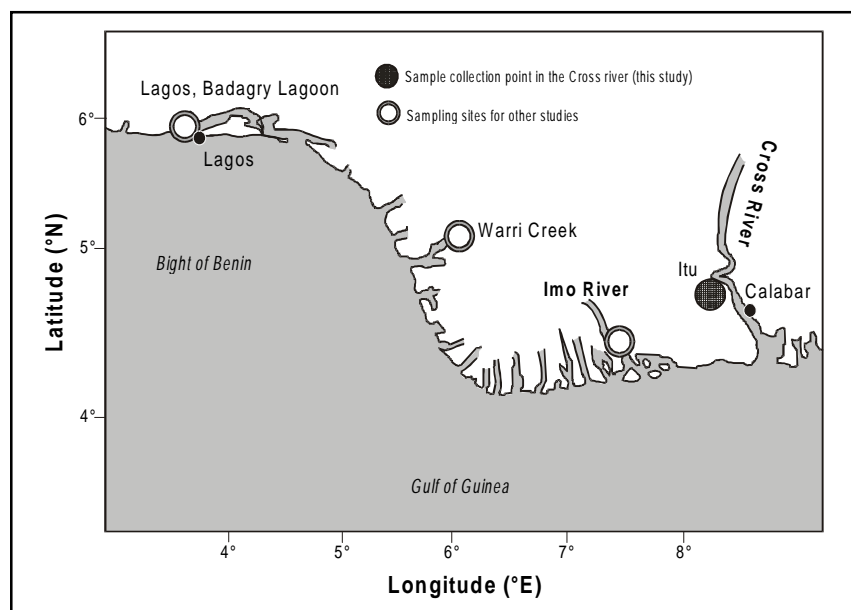 Lagos, Badagry Lagoon
Sample collection point in the Cross river (this study)
Sampling sites for other studies
6°
Lagos
Cross River
Warri Creek
5°
Bight of Benin
Itu
Imo River
Calabar
Latitude (°N)
4°
Gulf of Guinea
4° 5° 6° 7° 8°
Longitude (°E)